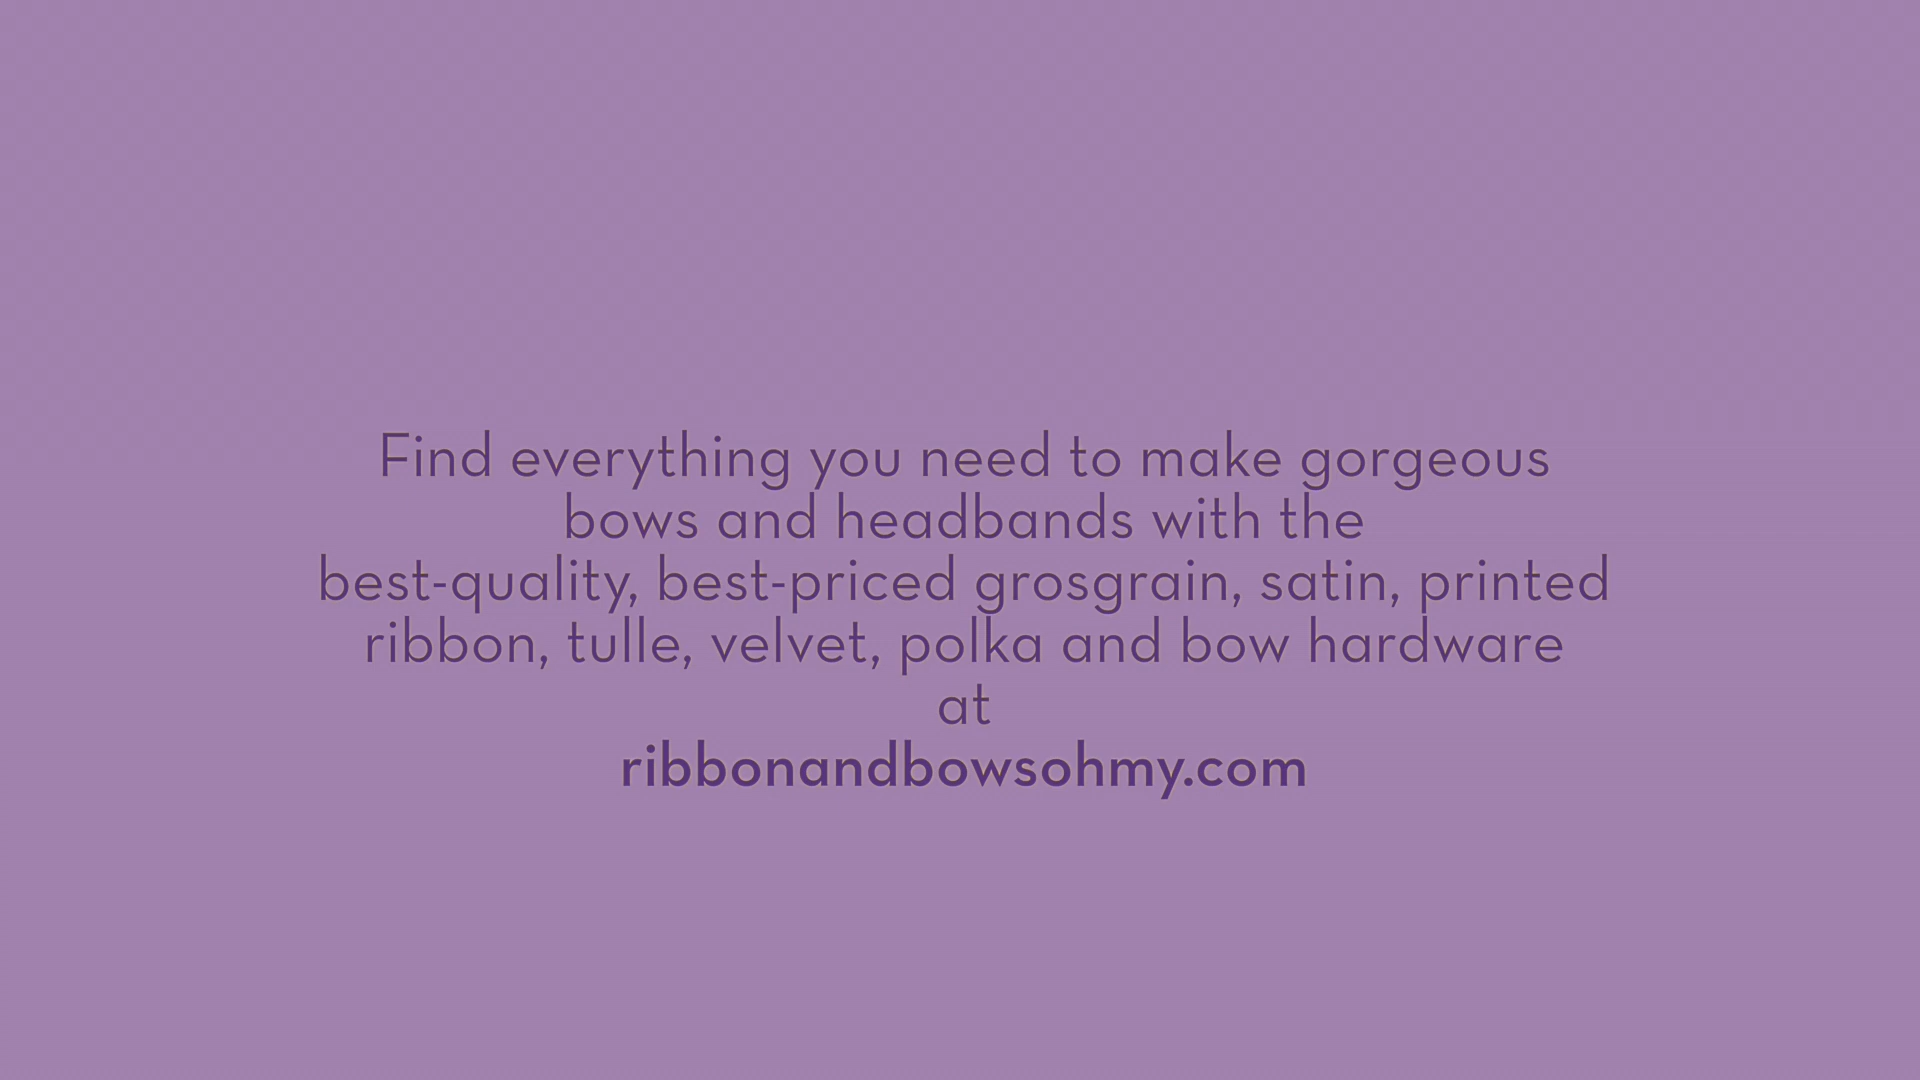 Find everything you need to make gorgeous
bows and headbands with the
best-quality, best-priced grosgrain, satin, printed
ribbon, tulle, velvet, polka and bow hardware
at
ribbonandbowsohmy.com